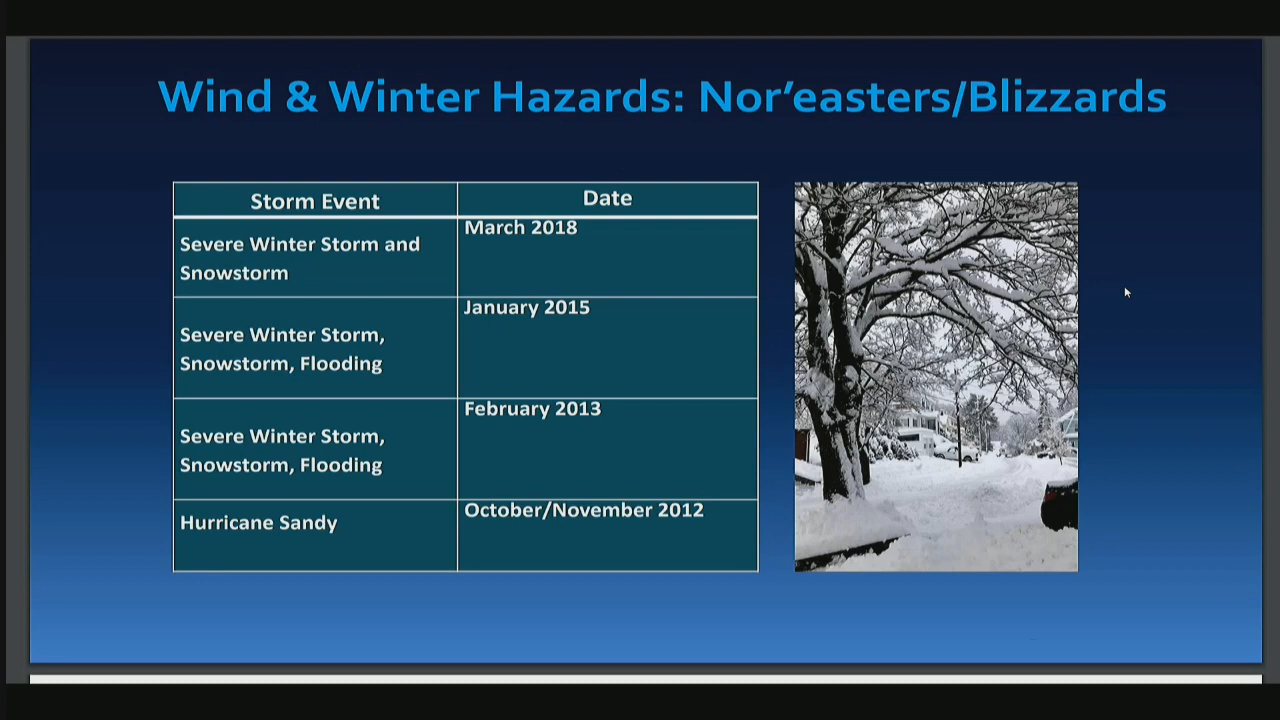 Wind & Winter Hazards: Nor’easters/Blizzards
Storm Event
Date
Severe Winter Storm and
Snowstorm
March 2018
Severe Winter Storm,
Snowstorm, Flooding
January 2015
Severe Winter Storm,
Snowstorm, Flooding
February 2013
Hurricane Sandy
October/November 2012